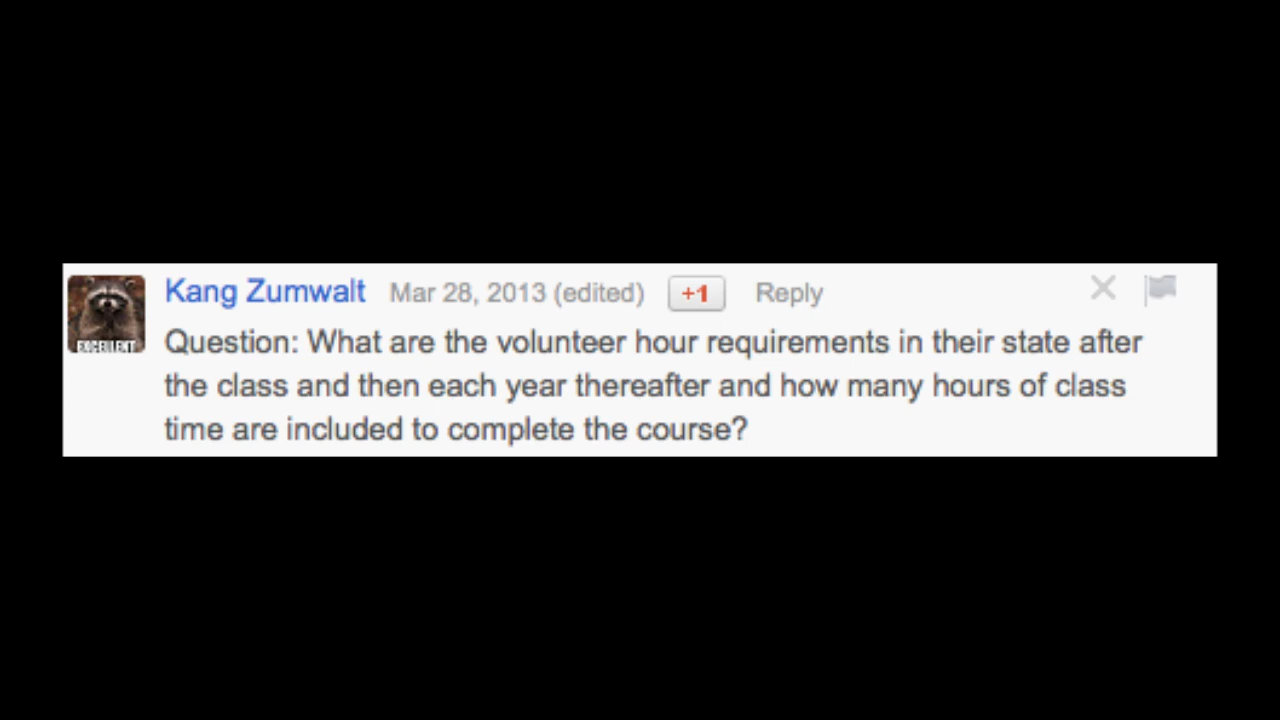 Kang Zumwalt Mar 28, 2013 (edited) +1 Reply
EXCELLENT
Question: What are the volunteer hour requirements in their state after
the class and then each year thereafter and how many hours of class
time are included to complete the course?